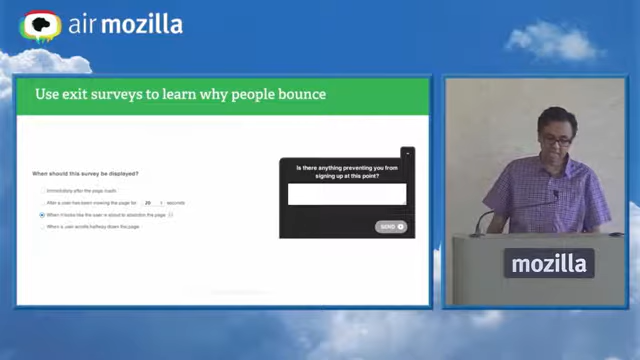 air mozilla
Use exit surveys to learn why people bounce
When should this survey be displayed?
Immediately after the page loads
After a user has been viewing the page for 20 seconds
When it looks like the user is about to abandon the page
When a user scrolls halfway down the page
Is there anything preventing you from
signing up at this point?
SEND
mozilla